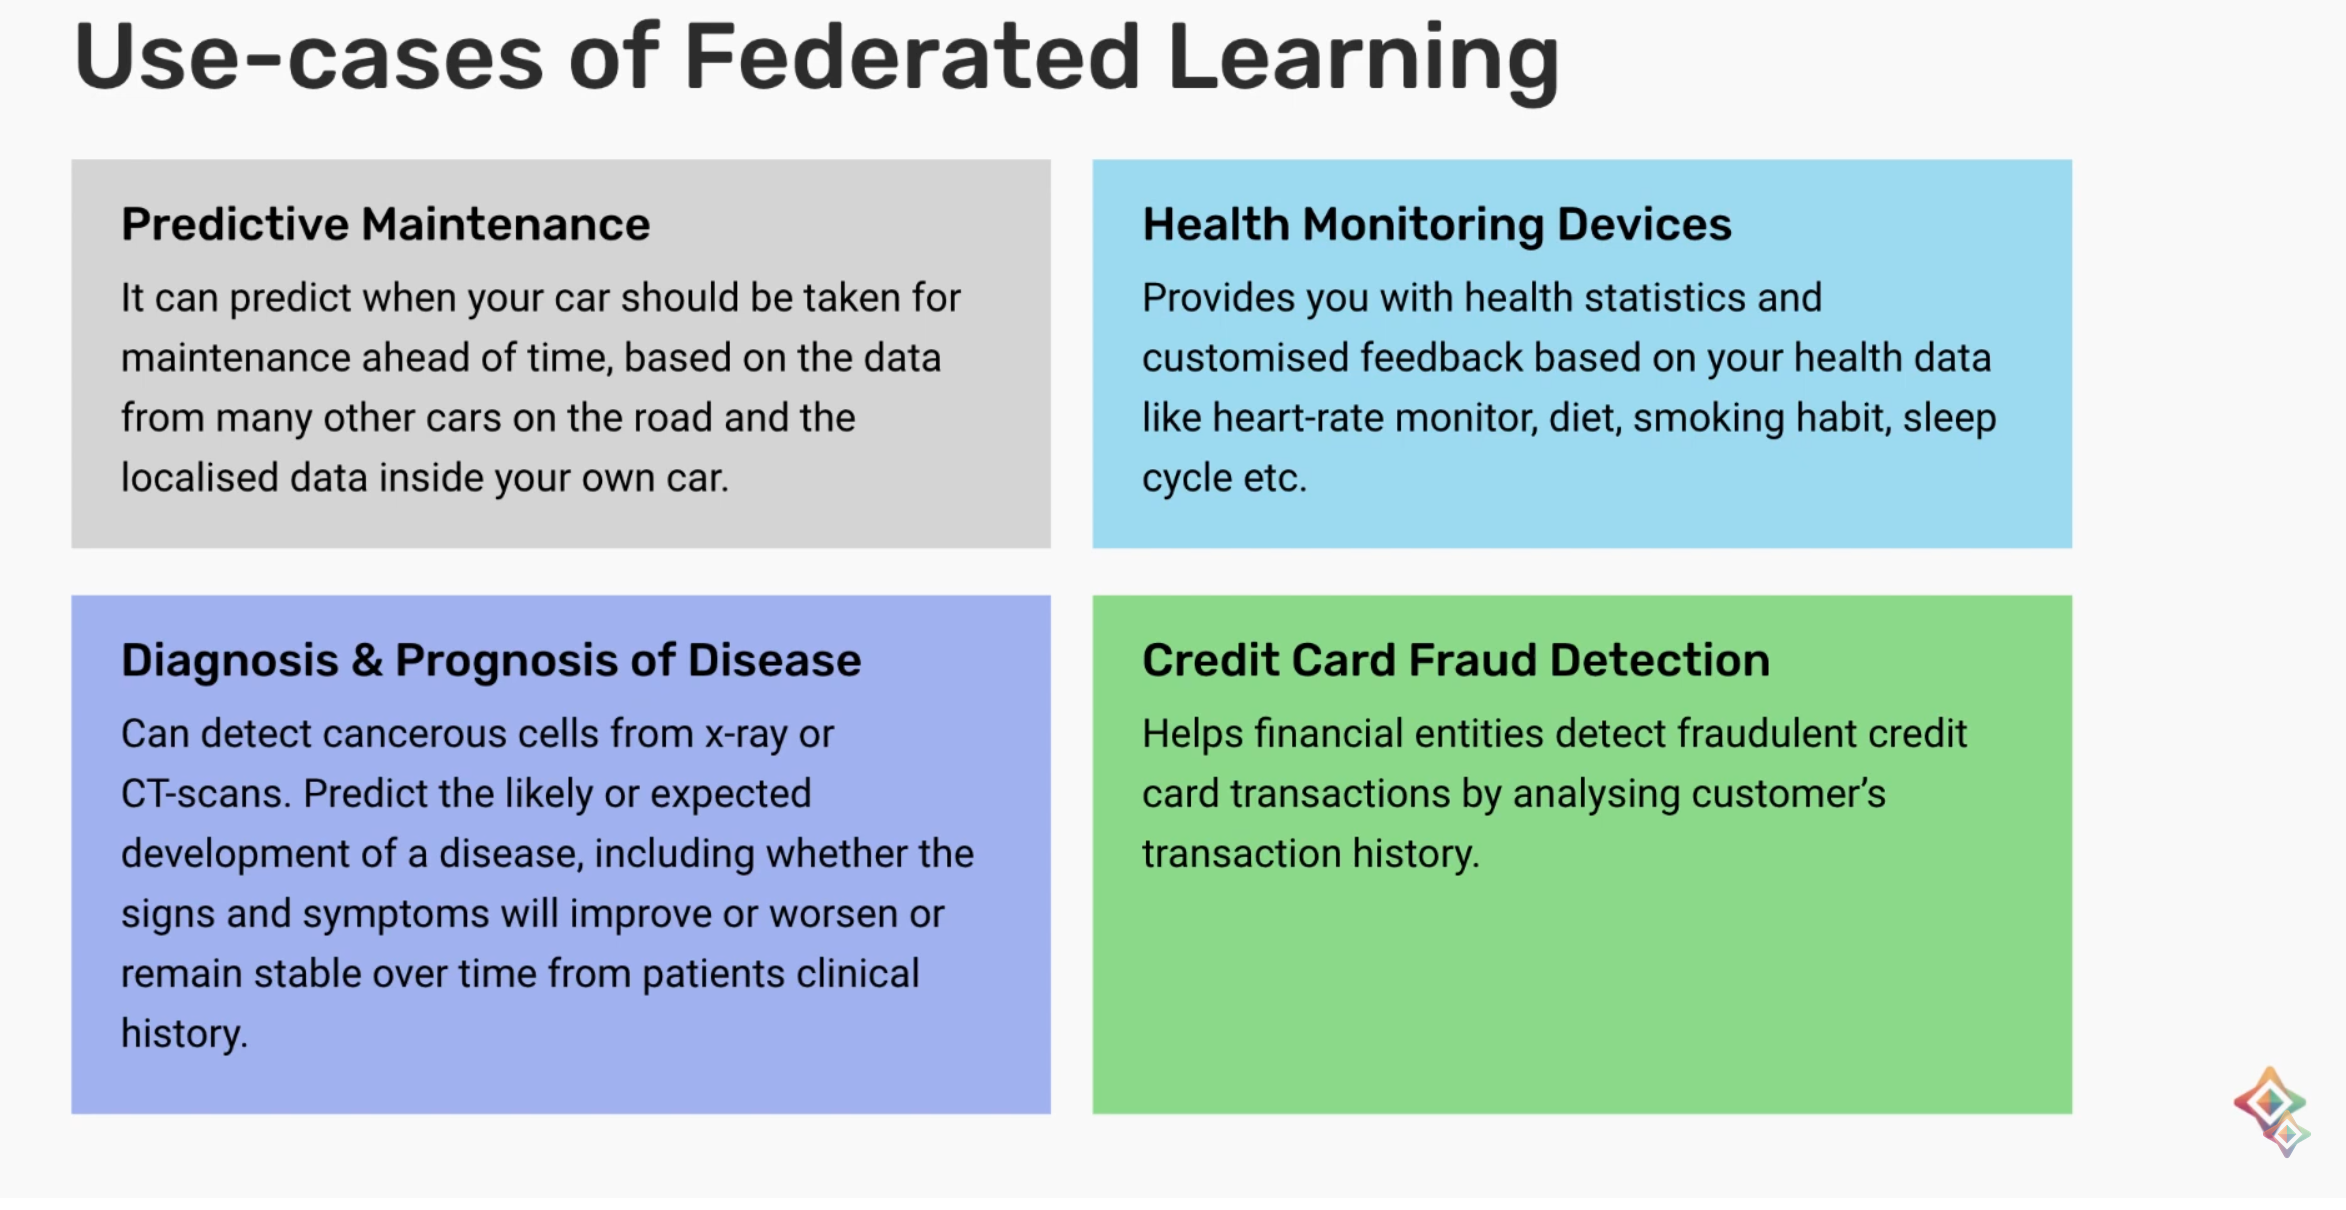 Use-cases of Federated Learning
Predictive Maintenance
It can predict when your car should be taken for
maintenance ahead of time, based on the data
from many other cars on the road and the
localised data inside your own car.
Health Monitoring Devices
Provides you with health statistics and
customised feedback based on your health data
like heart-rate monitor, diet, smoking habit, sleep
cycle etc.
Diagnosis & Prognosis of Disease
Can detect cancerous cells from x-ray or
CT-scans. Predict the likely or expected
development of a disease, including whether the
signs and symptoms will improve or worsen or
remain stable over time from patients clinical
history.
Credit Card Fraud Detection
Helps financial entities detect fraudulent credit
card transactions by analysing customer’s
transaction history.